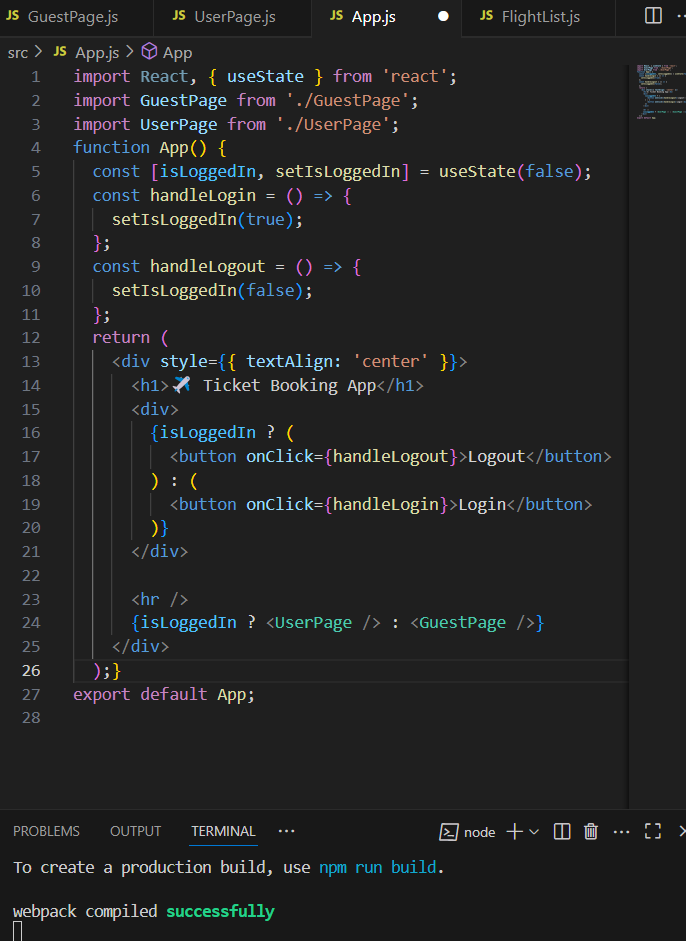 JS GuestPage.js JS UserPage.js JS App.js ● JS FlightList.js
src > JS App.js > App
1 import React, { useState } from 'react';
2 import GuestPage from './GuestPage';
3 import UserPage from './UserPage';
4 function App() {
5   const [isLoggedIn, setIsLoggedIn] = useState(false);
6   const handleLogin = () => {
7     setIsLoggedIn(true);
8   };
9   const handleLogout = () => {
10     setIsLoggedIn(false);
11   };
12   return (
13     <div style={{ textAlign: 'center' }}>
14       <h1>✈️ Ticket Booking App</h1>
15       <div>
16         {isLoggedIn ? (
17           <button onClick={handleLogout}>Logout</button>
18         ) : (
19           <button onClick={handleLogin}>Login</button>
20         )}
21       </div>
22
23       <hr />
24       {isLoggedIn ? <UserPage /> : <GuestPage />}
25     </div>
26   );}
27 export default App;
28
PROBLEMS OUTPUT TERMINAL ··· node
To create a production build, use npm run build.
webpack compiled successfully